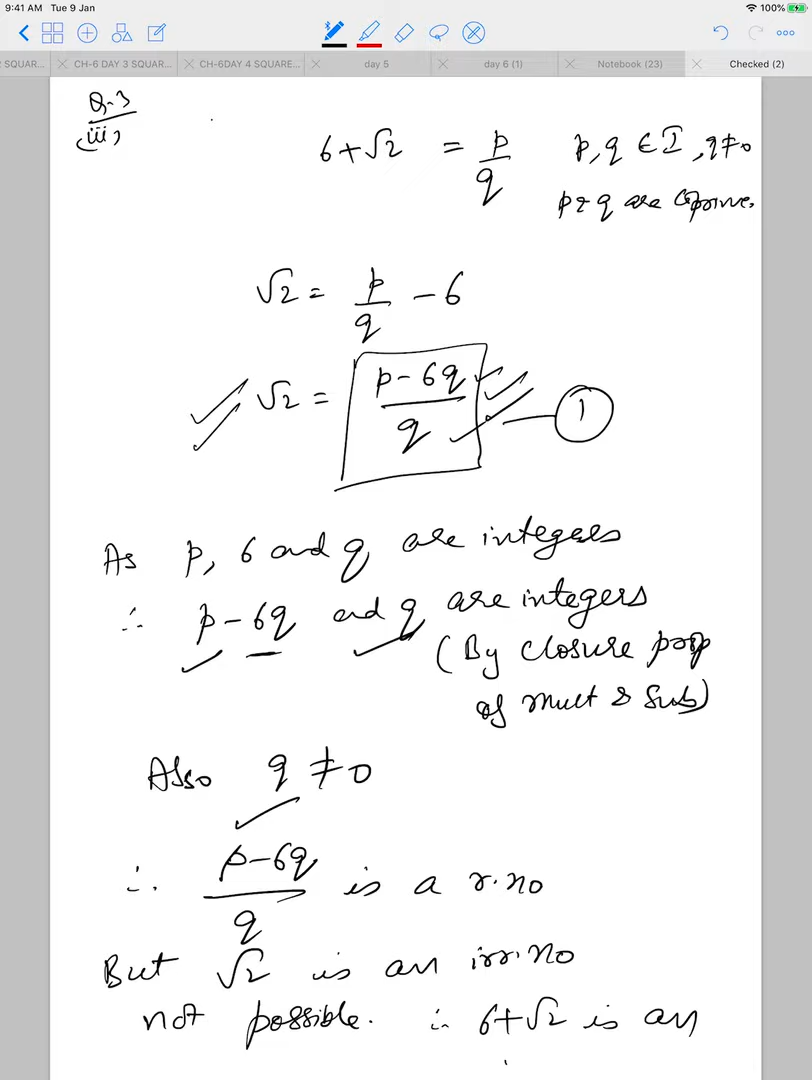 9:41 AM Tue 9 Jan 100%
SQUAR... CH-6 DAY 3 SQUAR... CH-6DAY 4 SQUARE... day 5 day 6 (1) Notebook (23) Checked (2)
Q-3
(iii)
6+√2 = p/q p, q ∈ I, q≠0
p & q are coprime.
√2 = p/q - 6
√2 = (p-6q)/q — 1
As p, 6 and q are integers
∴ p-6q and q are integers
(By closure prop
of mult & sub)
Also q ≠ 0
∴ (p-6q)/q is a r.no
But √2 is an irr.no
not possible. ∴ 6+√2 is an